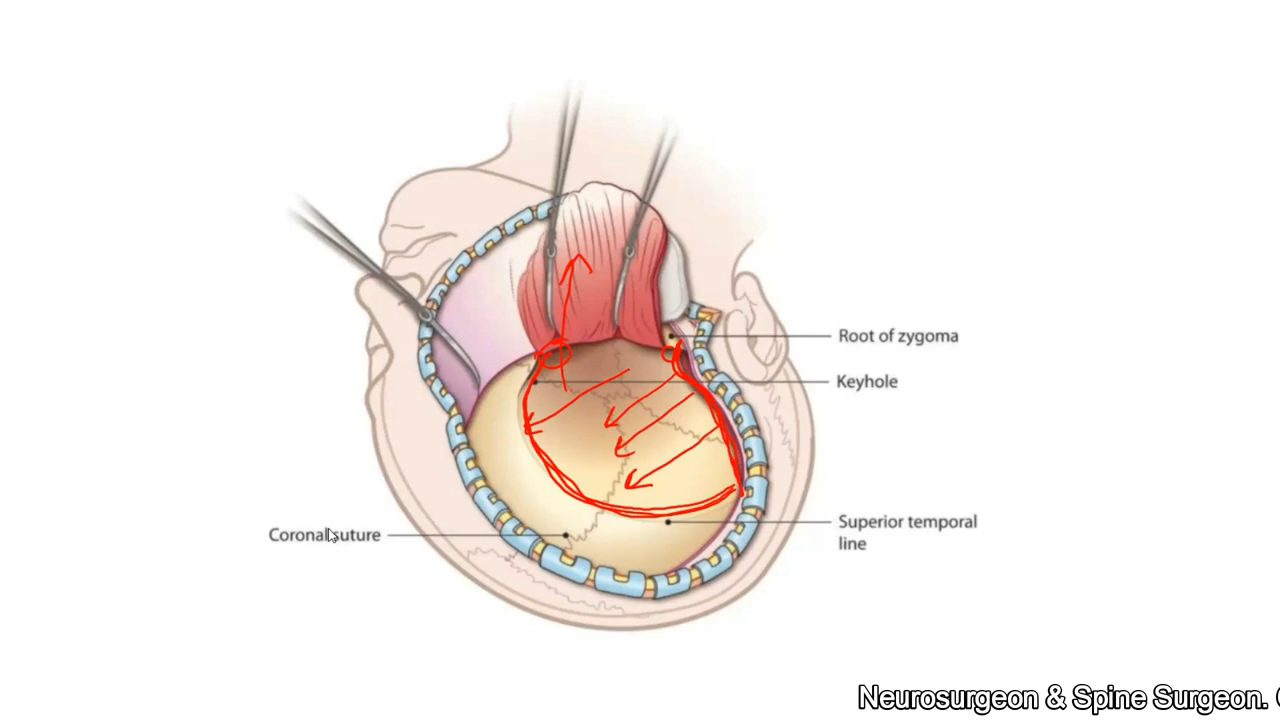 Root of zygoma
Keyhole
Superior temporal
line
Coronal suture
Neurosurgeon & Spine Surgeon.